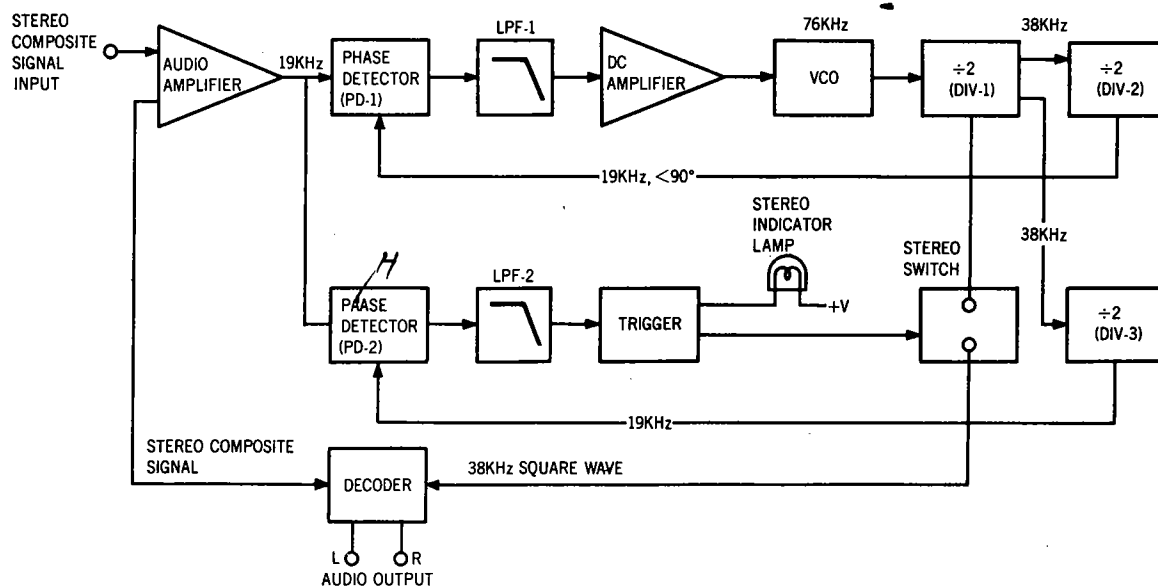 STEREO
COMPOSITE
SIGNAL
INPUT
AUDIO
AMPLIFIER
19KHz
PHASE
DETECTOR
(PD-1)
LPF-1
DC
AMPLIFIER
76KHz
VCO
÷2
(DIV-1)
38KHz
÷2
(DIV-2)
19KHz, <90°
H
PAASE
DETECTOR
(PD-2)
LPF-2
TRIGGER
STEREO
INDICATOR
LAMP
+V
STEREO
SWITCH
38KHz
÷2
(DIV-3)
19KHz
STEREO COMPOSITE
SIGNAL
DECODER
38KHz SQUARE WAVE
L R
AUDIO OUTPUT